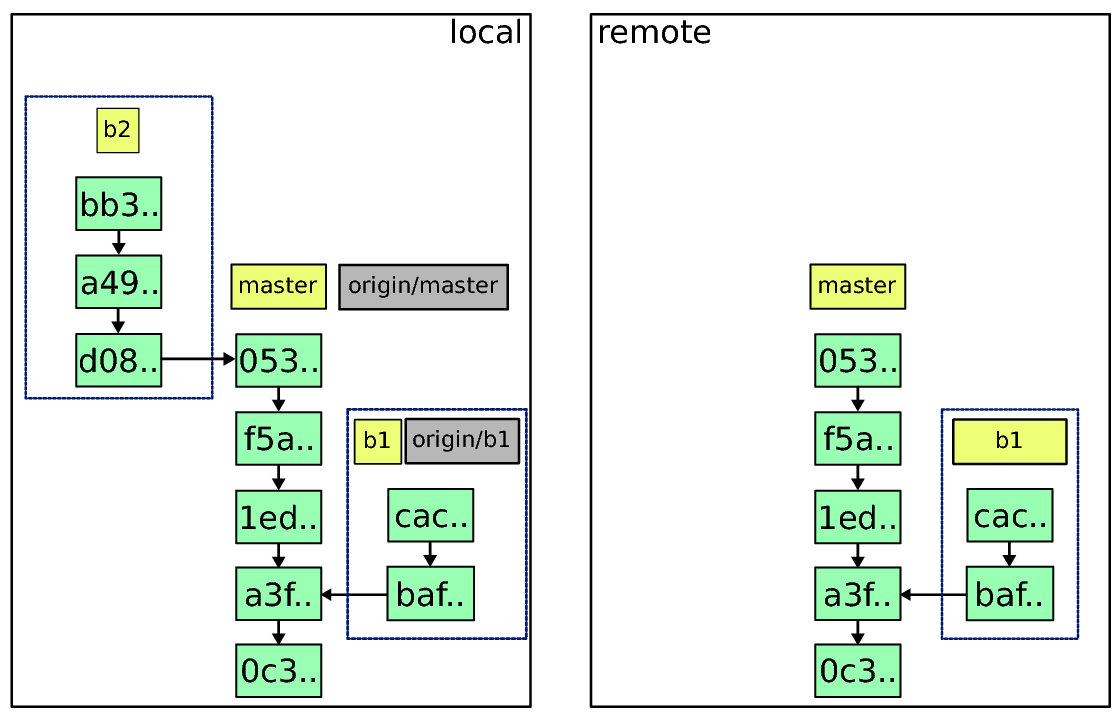 local
b2
bb3..
a49..
d08..
master
origin/master
053..
f5a..
1ed..
a3f..
0c3..
b1
origin/b1
cac..
baf..
remote
master
053..
f5a..
1ed..
a3f..
0c3..
b1
cac..
baf..